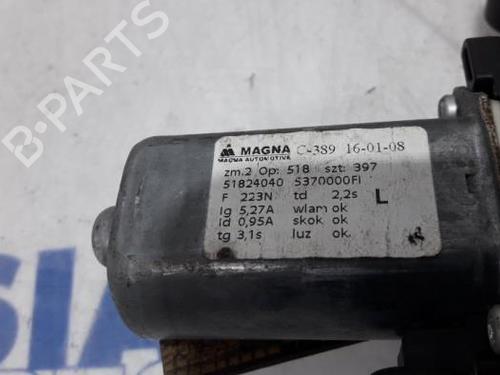 MAGNA C-389 16-01-08
MAGNA AUTOMOTIVE
zm.2 Op: 518 szt: 397
51824040 5370000FI
F 223N td 2,2s L
Ig 5,27A wlam ok
Id 0,95A skok ok
tg 3,1s luz ok.
B-PARTS